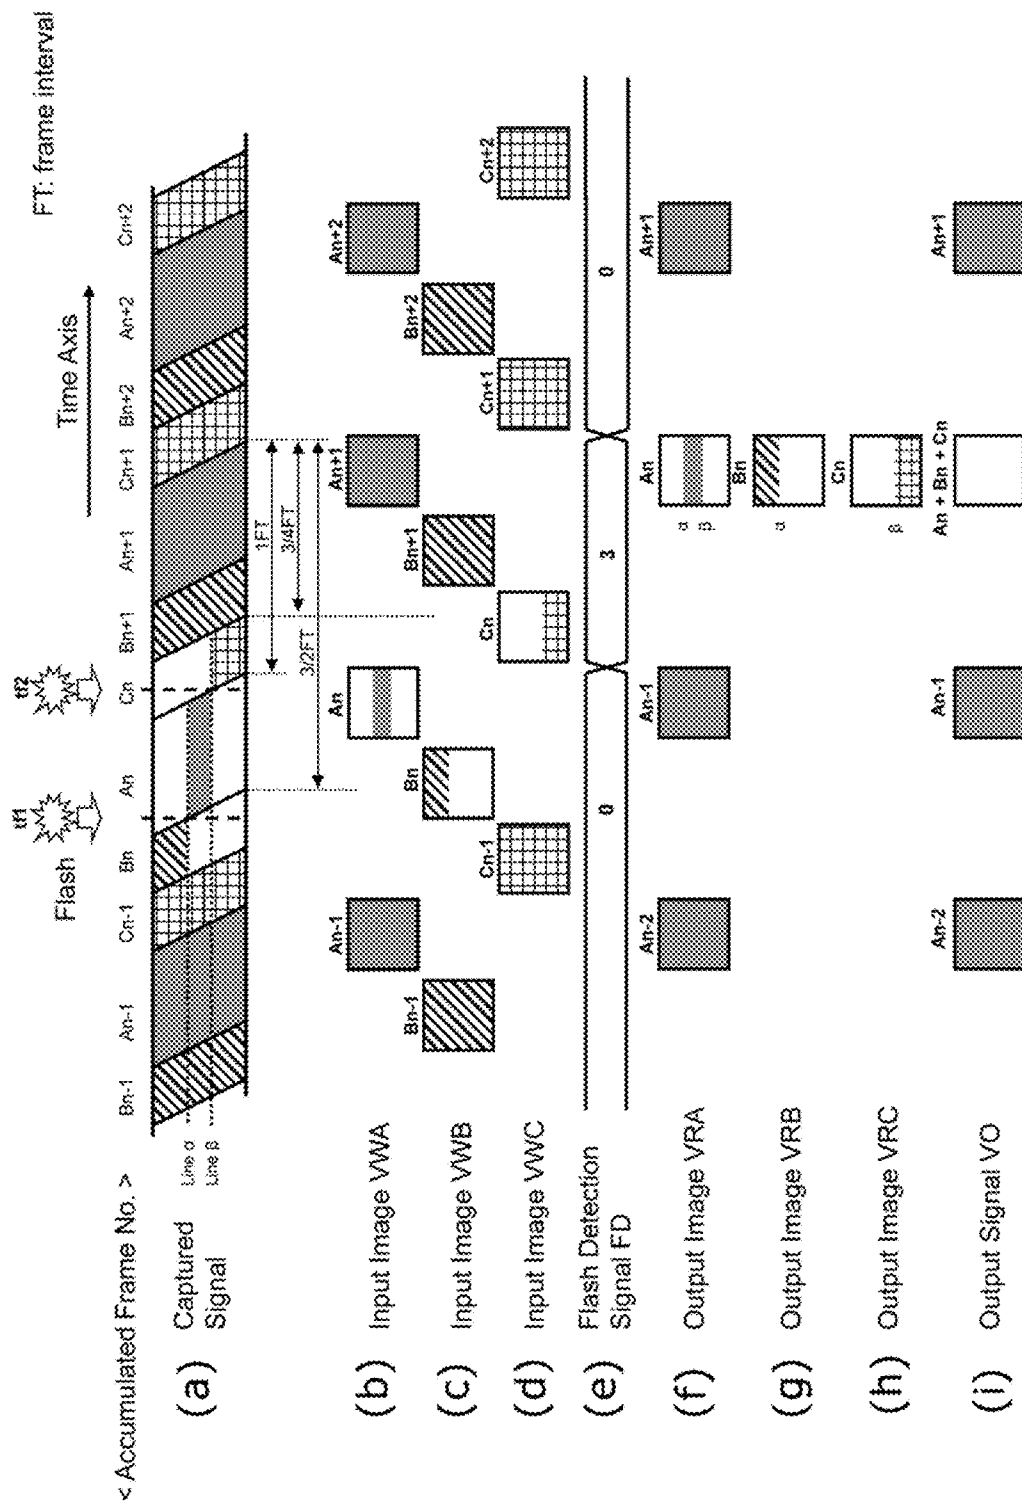 FT: frame interval
Time Axis
Flash
tf1
tf2
< Accumulated Frame No. >
Bn-1
An-1
Cn-1
Bn
An
Cn
Bn+1
An+1
Cn+1
Bn+2
An+2
Cn+2
(a)
Captured
Signal
Line α
Line β
1FT
3/4FT
3/2FT
(b)
Input Image VWA
An-1
An
An+1
An+2
(c)
Input Image VWB
Bn-1
Bn
Bn+1
Bn+2
(d)
Input Image VWC
Cn-1
Cn
Cn+1
Cn+2
(e)
Flash Detection
Signal FD
0
3
0
(f)
Output Image VRA
An-2
An-1
An
α
β
An+1
(g)
Output Image VRB
Bn
α
(h)
Output Image VRC
Cn
β
(i)
Output Signal VO
An-2
An-1
An + Bn + Cn
An+1